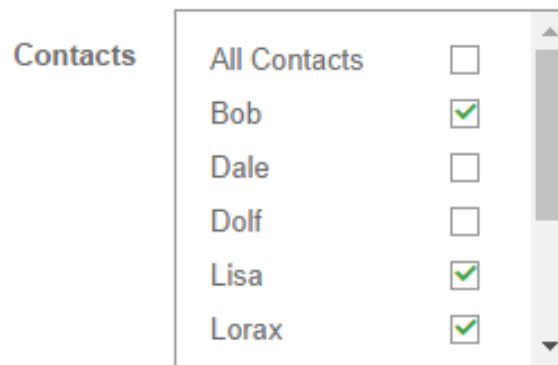 Contacts
All Contacts
Bob
Dale
Dolf
Lisa
Lorax